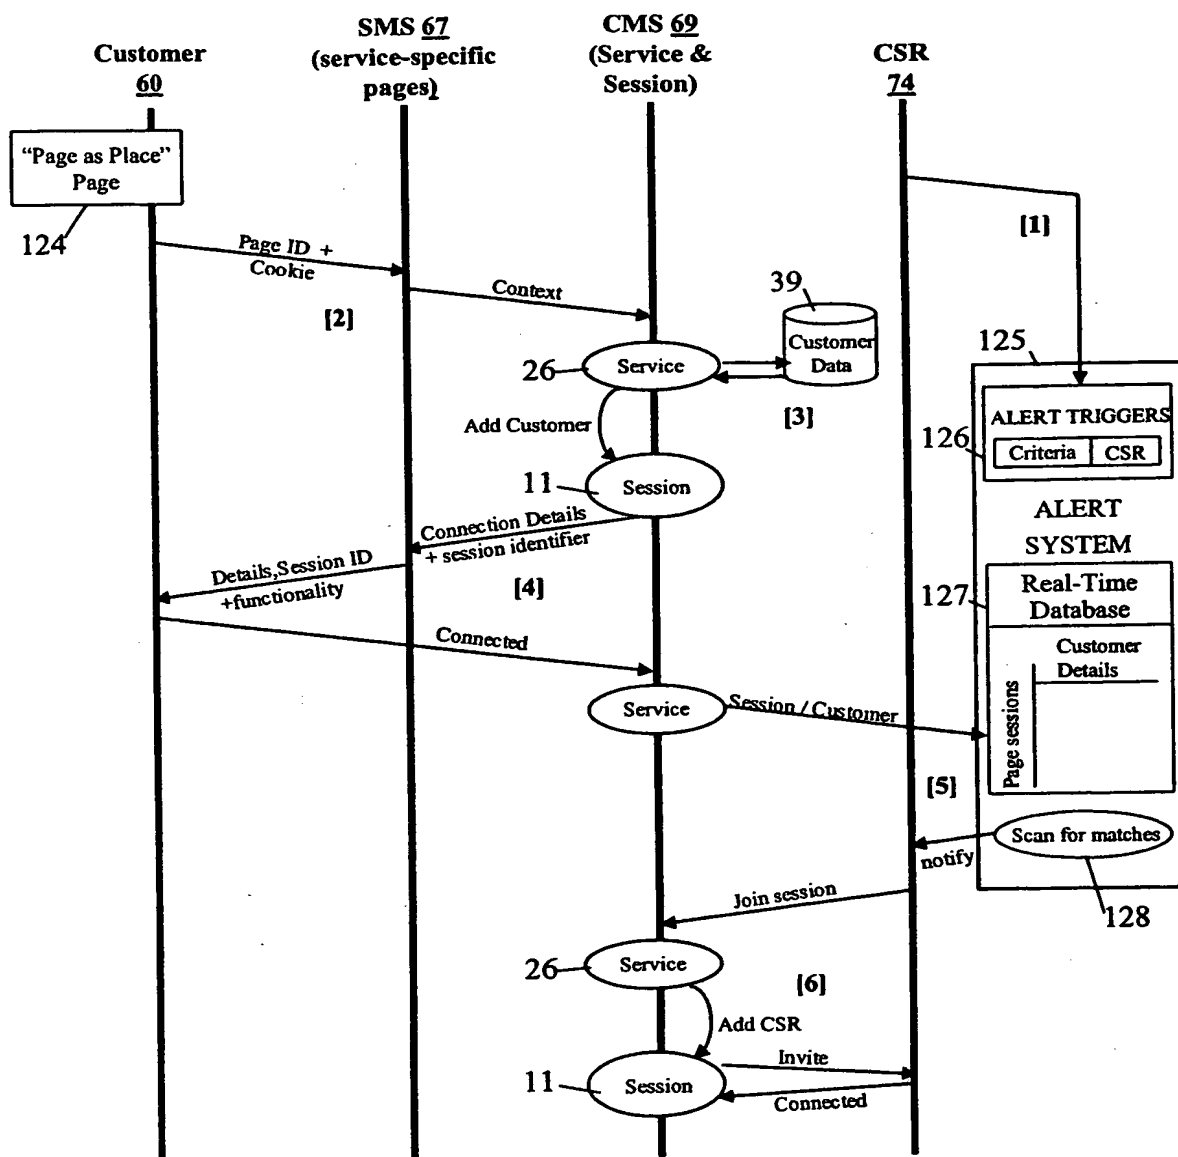 Customer
60
SMS 67
(service-specific
pages)
CMS 69
(Service &
Session)
CSR
74
"Page as Place"
Page
124
Page ID +
Cookie
[2]
Context
[1]
39
Customer
Data
26
Service
[3]
Add Customer
11
Session
125
ALERT TRIGGERS
126
Criteria
CSR
ALERT
SYSTEM
Connection Details
+ session identifier
Details,Session ID
+functionality
[4]
127
Real-Time
Database
Customer
Details
Page sessions
Connected
Service
Session / Customer
[5]
Scan for matches
notify
128
Join session
26
Service
[6]
Add CSR
Invite
11
Session
Connected